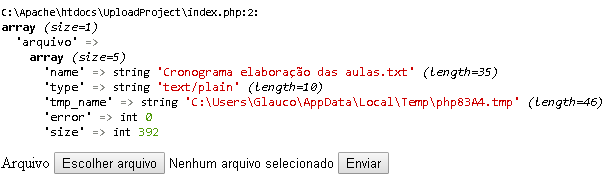 C:\Apache\htdocs\UploadProject\index.php:2:
array (size=1)
'arquivo' =>
array (size=5)
'name' => string 'Cronograma elaboração das aulas.txt' (length=35)
'type' => string 'text/plain' (length=10)
'tmp_name' => string 'C:\Users\Glauco\AppData\Local\Temp\php83A4.tmp' (length=46)
'error' => int 0
'size' => int 392
Arquivo Escolher arquivo Nenhum arquivo selecionado Enviar